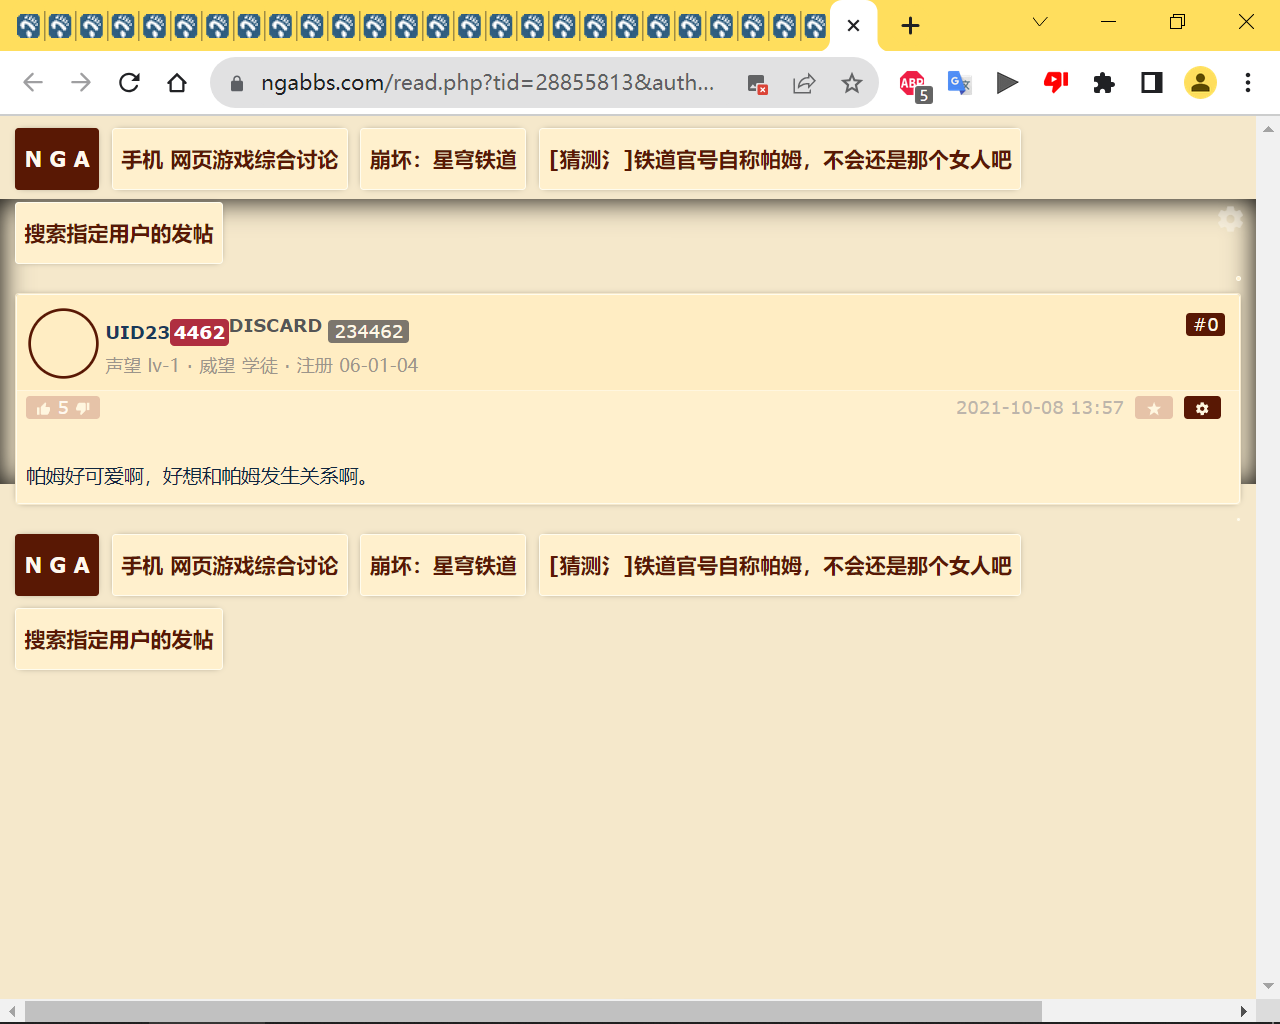 ngabbs.com/read.php?tid=28855813&auth...
ABP
5
G
文
N G A
手机 网页游戏综合讨论
崩坏：星穹铁道
[猜测氵]铁道官号自称帕姆，不会还是那个女人吧
搜索指定用户的发帖
UID234462DISCARD 234462
#0
声望 lv-1 · 威望 学徒 · 注册 06-01-04
5
2021-10-08 13:57
帕姆好可爱啊，好想和帕姆发生关系啊。
N G A
手机 网页游戏综合讨论
崩坏：星穹铁道
[猜测氵]铁道官号自称帕姆，不会还是那个女人吧
搜索指定用户的发帖